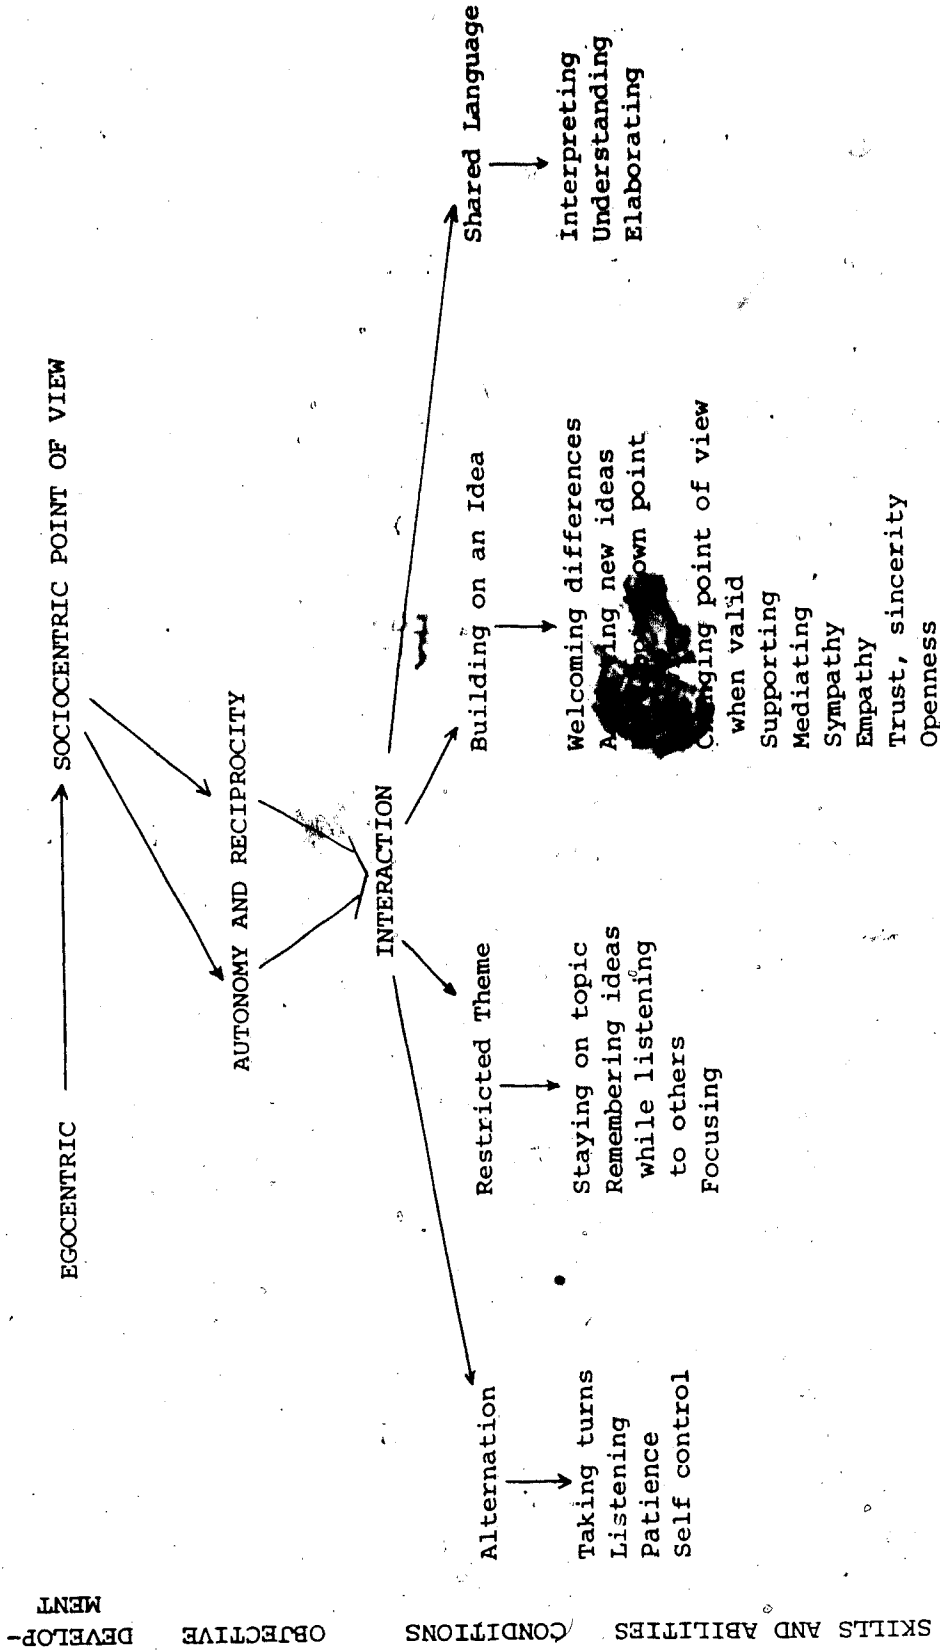 DEVELOP-
MENT
EGOCENTRIC
SOCIOCENTRIC POINT OF VIEW
OBJECTIVE
AUTONOMY AND RECIPROCITY
INTERACTION
CONDITIONS
Alternation
Restricted Theme
Building on an Idea
Shared Language
SKILLS AND ABILITIES
Taking turns
Listening
Patience
Self control
Staying on topic
Remembering ideas
while listening
to others
Focusing
Welcoming differences
new ideas
own point
point of view
when valid
Supporting
Mediating
Sympathy
Empathy
Trust, sincerity
Openness
Interpreting
Understanding
Elaborating